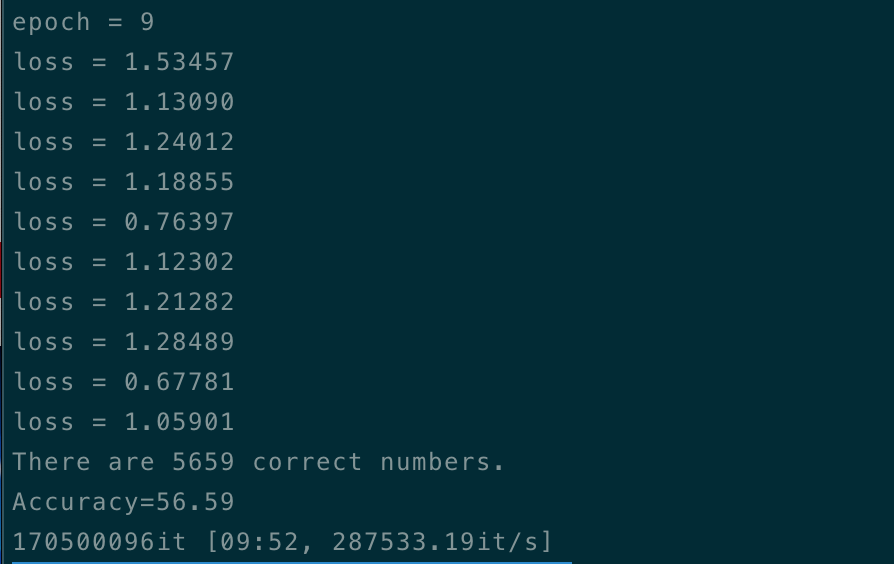 epoch = 9
loss = 1.53457
loss = 1.13090
loss = 1.24012
loss = 1.18855
loss = 0.76397
loss = 1.12302
loss = 1.21282
loss = 1.28489
loss = 0.67781
loss = 1.05901
There are 5659 correct numbers.
Accuracy=56.59
170500096it [09:52, 287533.19it/s]